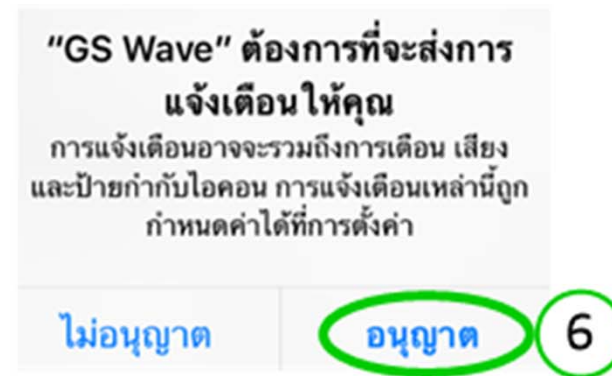 “GS Wave” ต้องการที่จะส่งการ
แจ้งเตือนให้คุณ
การแจ้งเตือนอาจจะรวมถึงการเตือน เสียง
และป้ายกำกับไอคอน การแจ้งเตือนเหล่านี้ถูก
กำหนดค่าได้ที่การตั้งค่า
ไม่อนุญาต อนุญาต 6